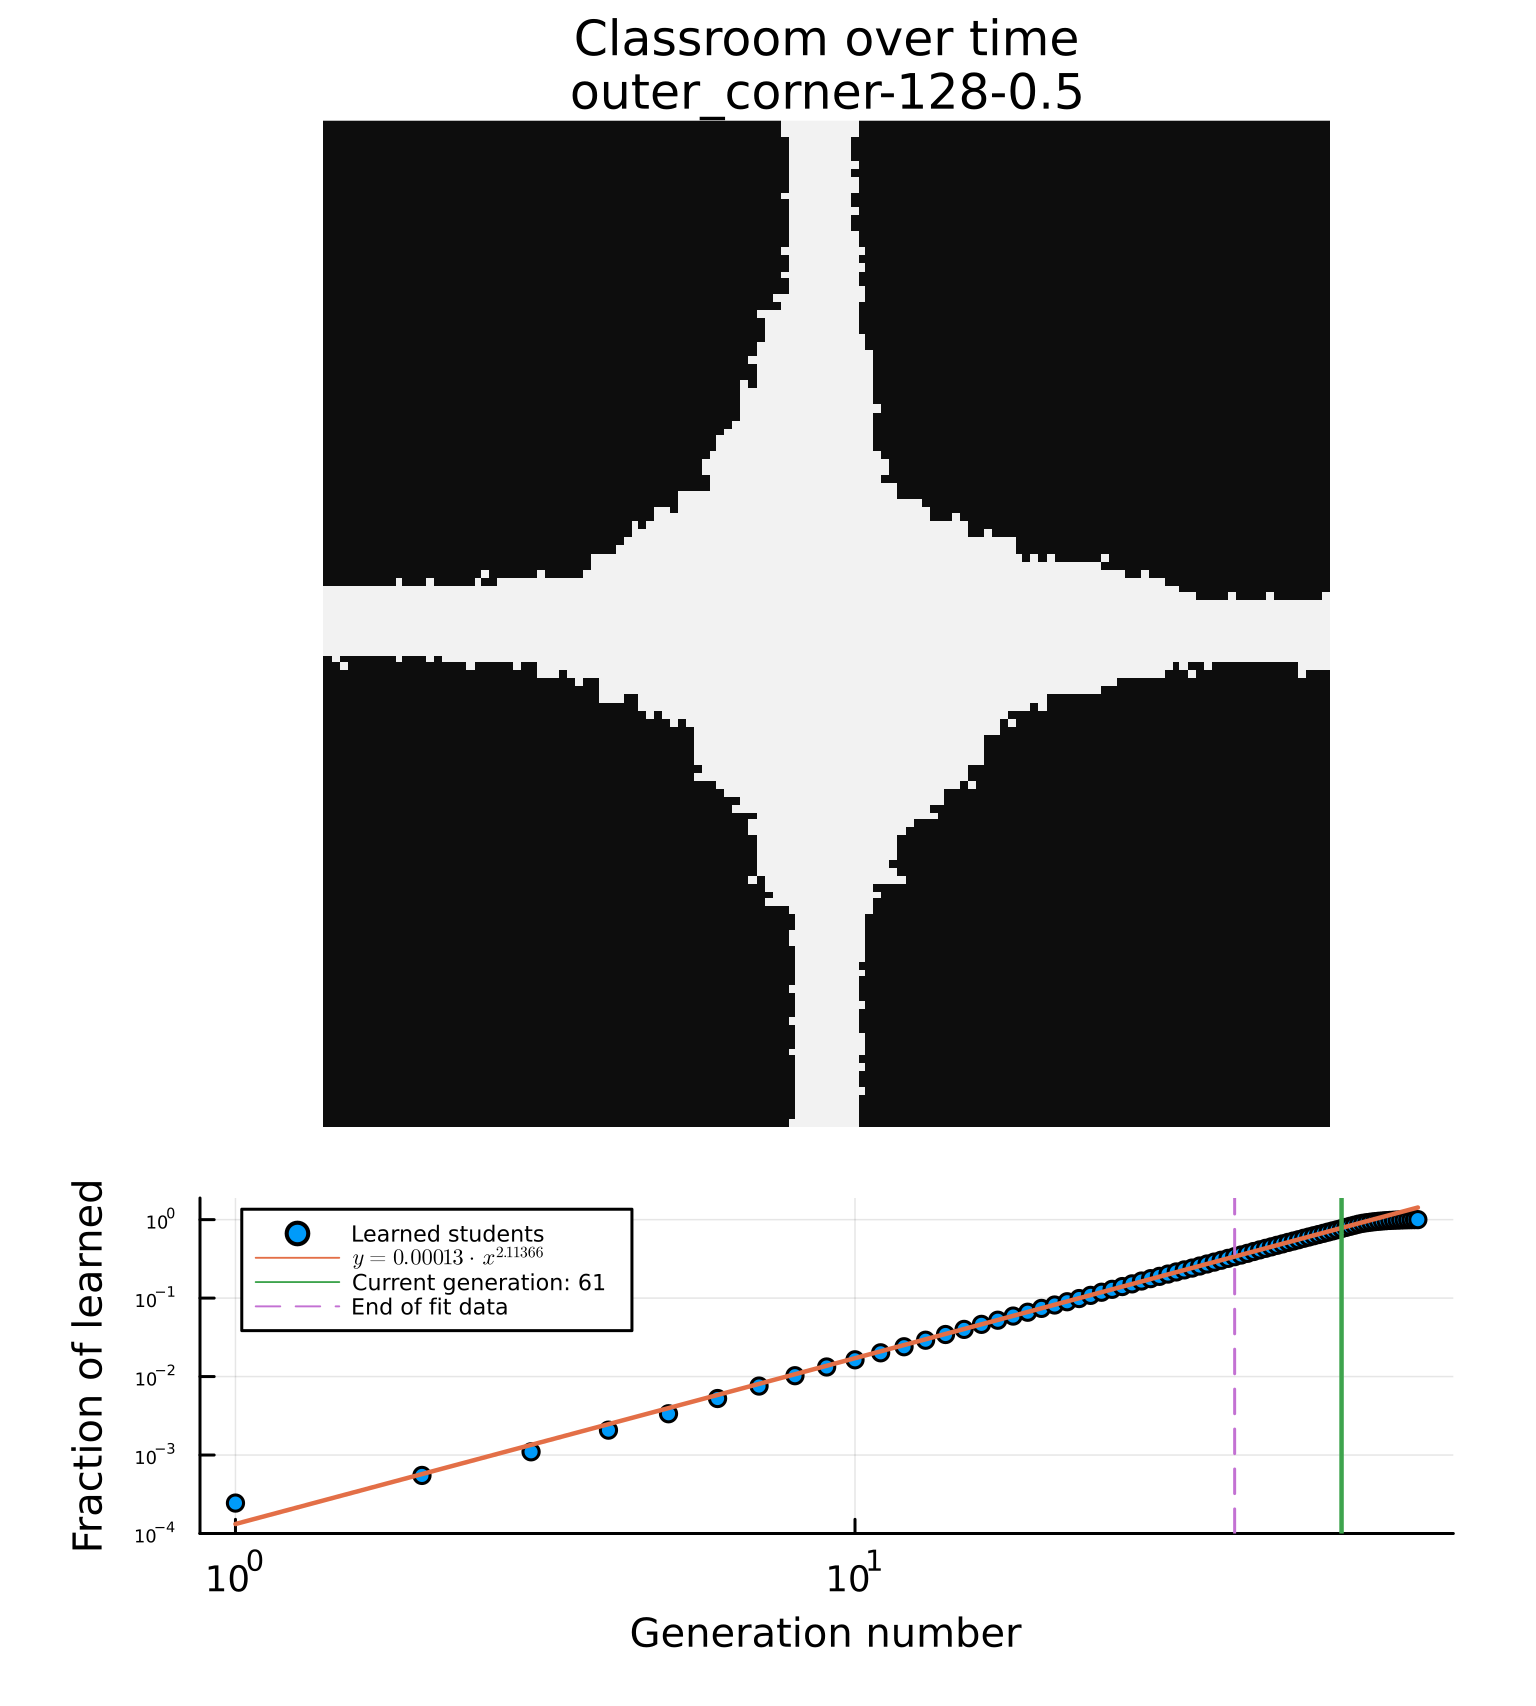 Classroom over time
outer_corner-128-0.5
Fraction of learned
10^0
10^−1
10^−2
10^−3
10^−4
Learned students
y = 0.00013 · x^2.11366
Current generation: 61
End of fit data
10^0
10^1
Generation number